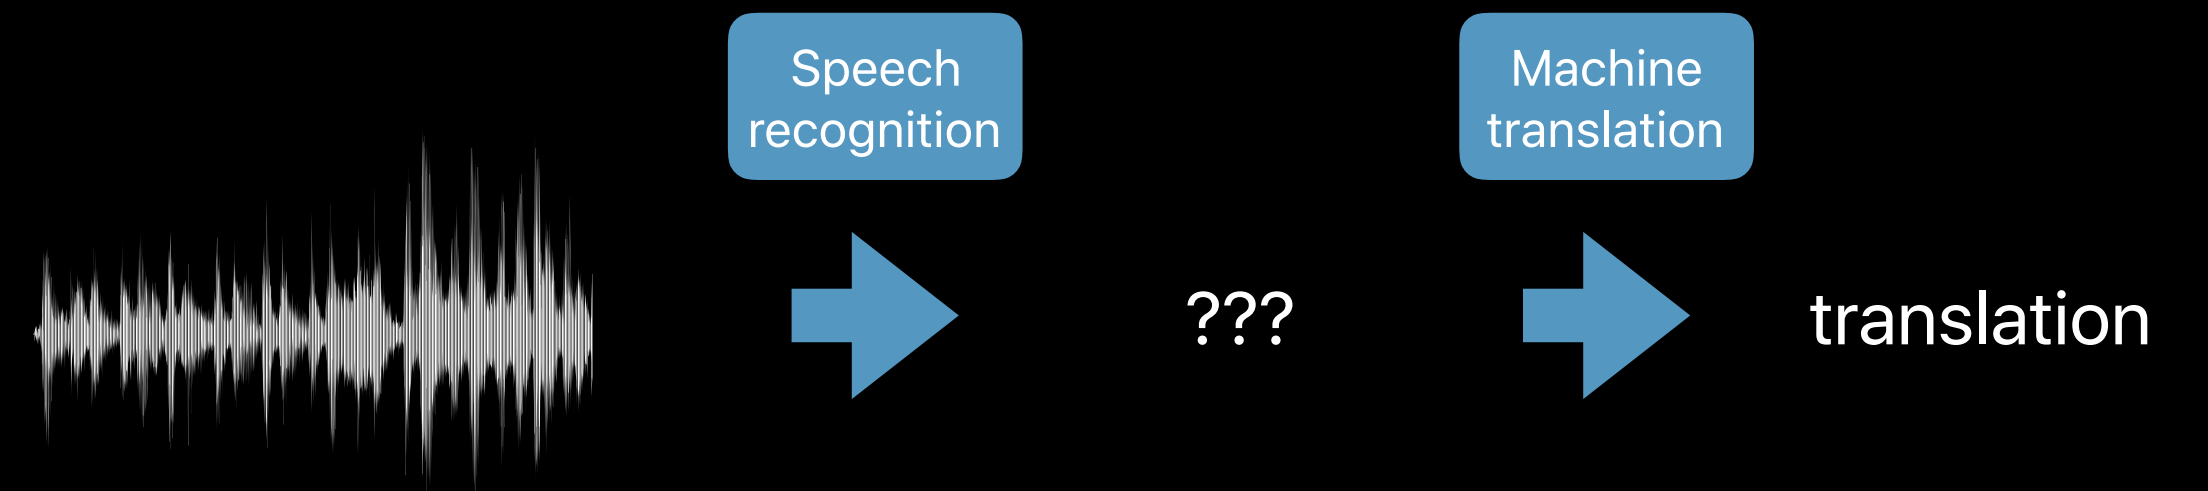 Speech
recognition
Machine
translation
???
translation